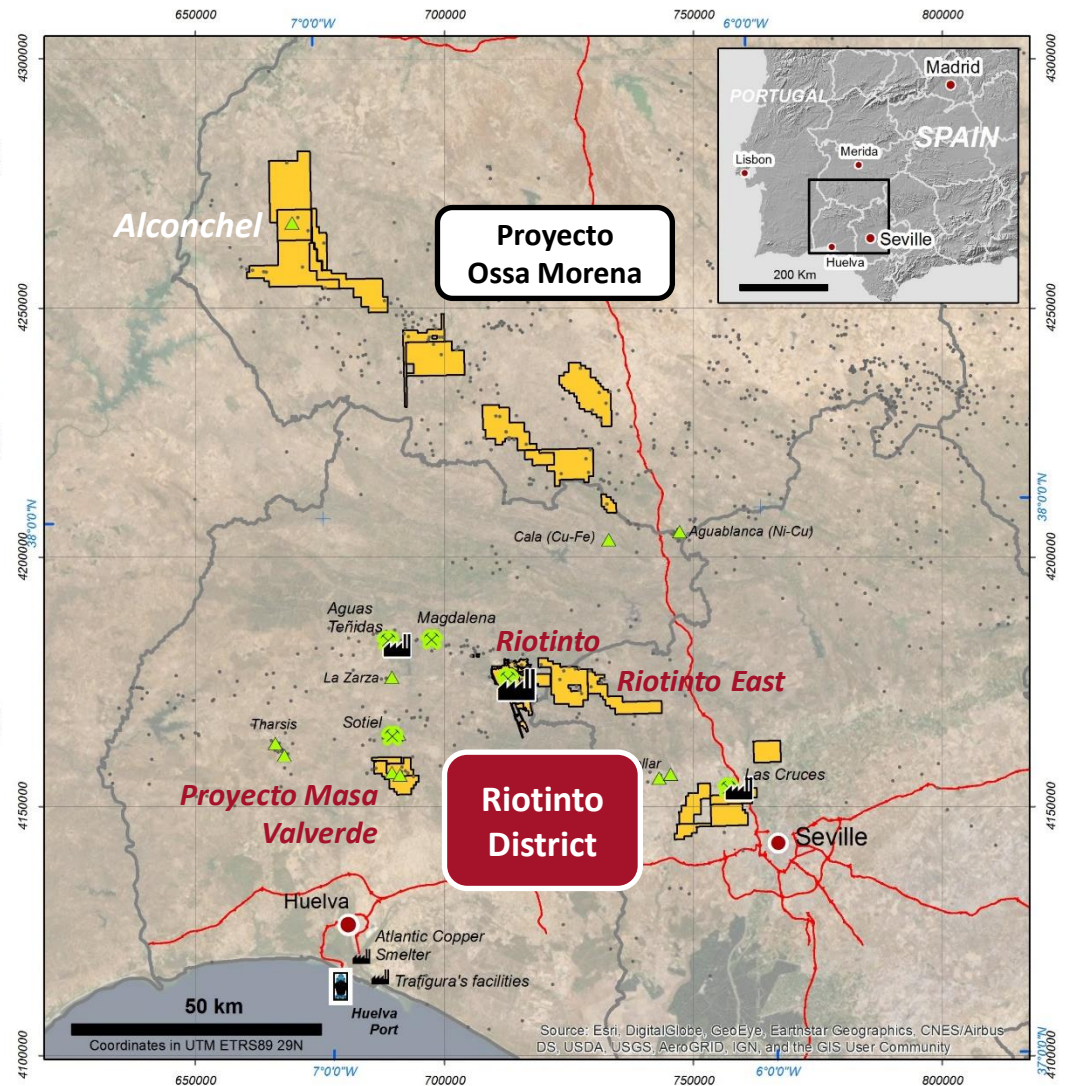 650000
700000
750000
800000
7°0'0"W
6°0'0"W
4300000
4300000
Madrid
PORTUGAL
SPAIN
Merida
Lisbon
Seville
Huelva
200 Km
Alconchel
Proyecto
Ossa Morena
4250000
4250000
38°0'0"N
38°0'0"N
Cala (Cu-Fe)
Aguablanca (Ni-Cu)
4200000
4200000
Aguas
Teñidas
Magdalena
Riotinto
La Zarza
Riotinto East
Tharsis
Sotiel
llar
Las Cruces
Proyecto Masa
Valverde
Riotinto
District
4150000
4150000
Seville
Huelva
Atlantic Copper
Smelter
Trafigura's facilities
Huelva
Port
50 km
Coordinates in UTM ETRS89 29N
Source: Esri, DigitalGlobe, GeoEye, Earthstar Geographics, CNES/Airbus
DS, USDA, USGS, AeroGRID, IGN, and the GIS User Community
4100000
4100000
37°0'0"N
650000
7°0'0"W
700000
750000
6°0'0"W
800000